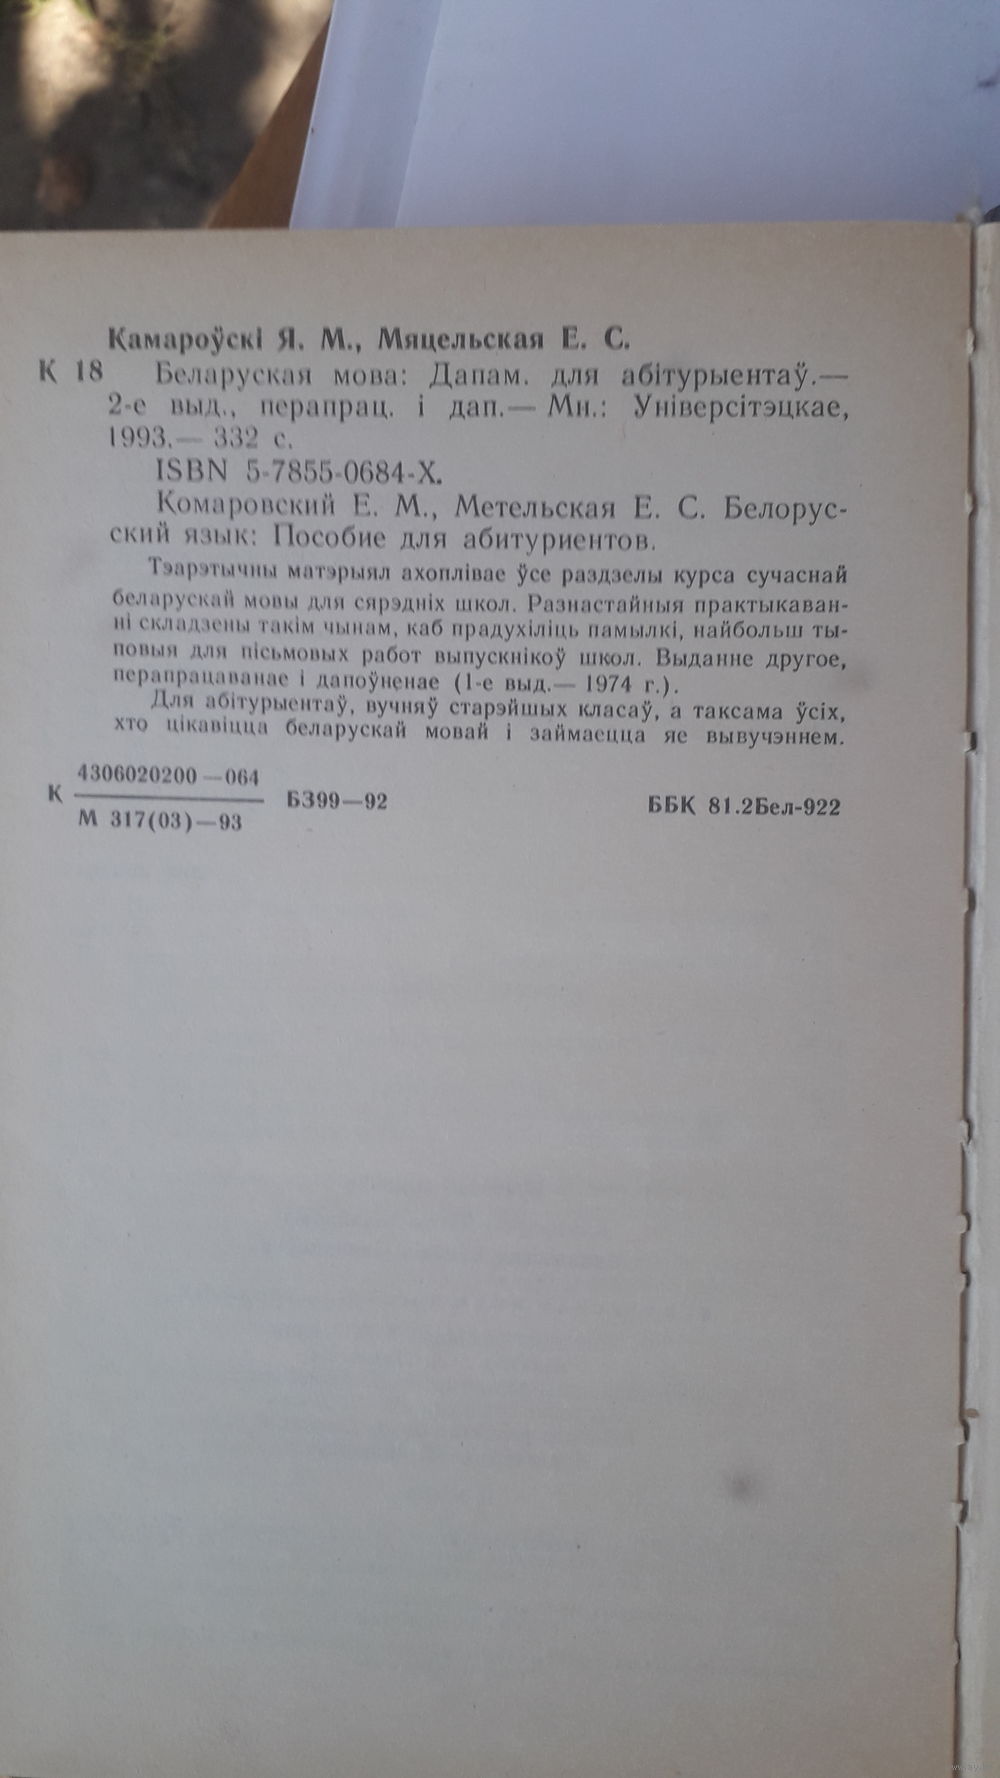 Камароўскі Я. М., Мяцельская Е. С.
К 18 Беларуская мова: Дапам. для абітурыентаў.—
2-е выд., перапрац. і дап.— Мн.: Універсітэцкае,
1993.— 332 с.
ISBN 5-7855-0684-X.
Комаровский Е. М., Метельская Е. С. Белорус-
ский язык: Пособие для абитуриентов.
Тэарэтычны матэрыял ахоплівае ўсе раздзелы курса сучаснай
беларускай мовы для сярэдніх школ. Разнастайныя практыкаван-
ні складзены такім чынам, каб прадухіліць памылкі, найбольш ты-
повыя для пісьмовых работ выпускнікоў школ. Выданне другое,
перапрацаванае і дапоўненае (1-е выд.— 1974 г.).
Для абітурыентаў, вучняў старэйшых класаў, а таксама ўсіх,
хто цікавіцца беларускай мовай і займаецца яе вывучэннем.
4306020200—064
К БЗ99—92 ББК 81.2Бел-922
М 317(03)—93